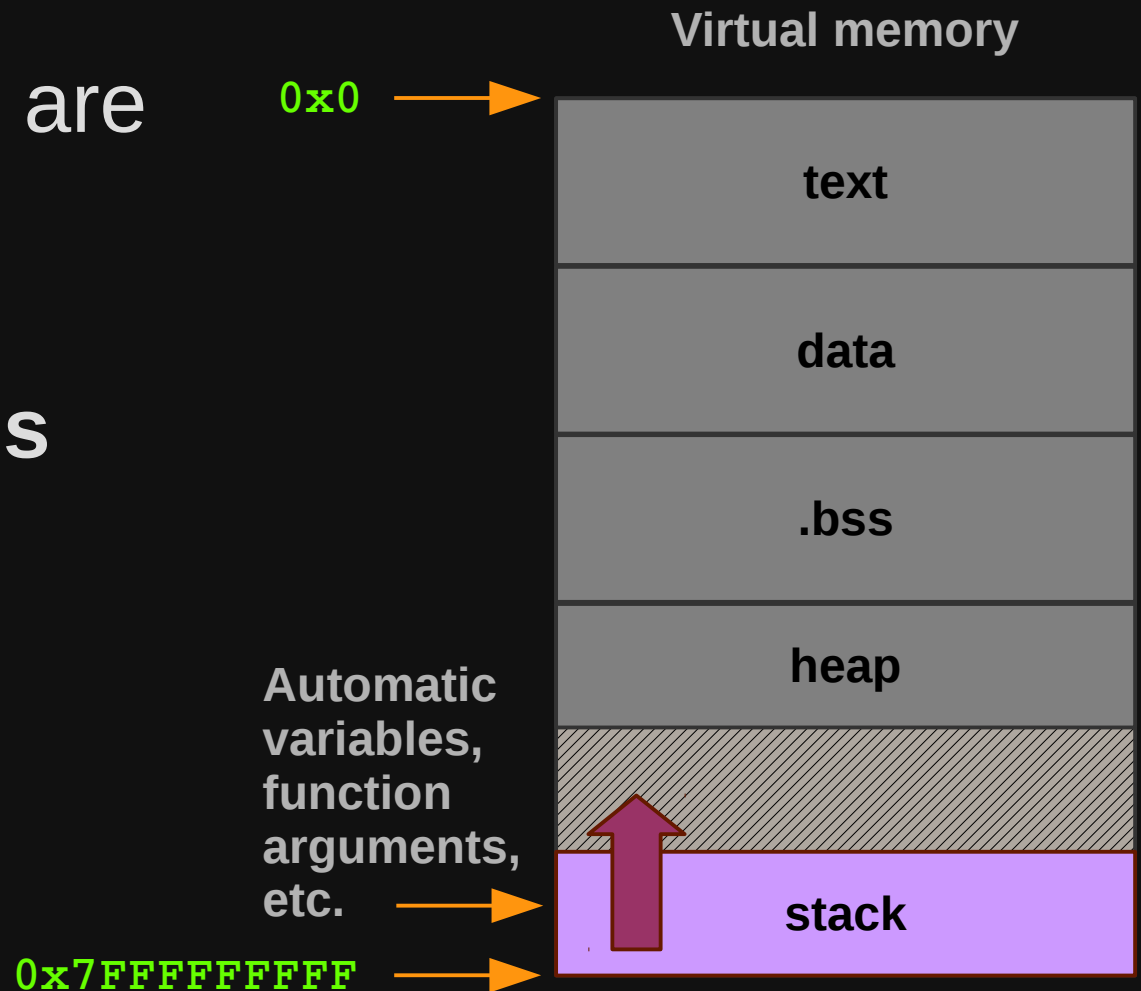 Virtual memory
are
0x0
text
data
s
.bss
heap
Automatic
variables,
function
arguments,
etc.
stack
0x7FFFFFFFFF